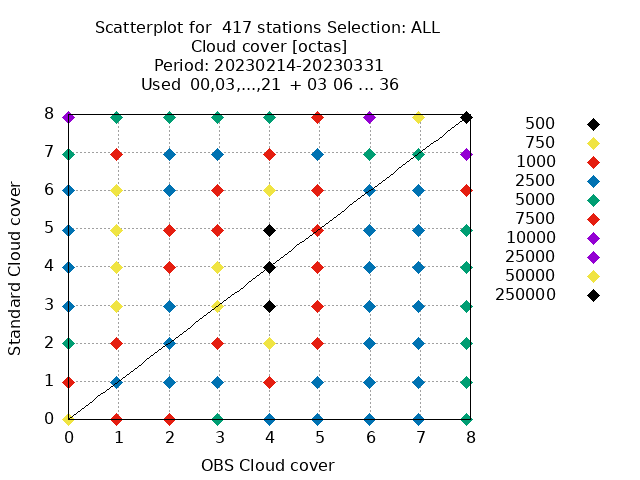 Scatterplot for  417 stations Selection: ALL
Cloud cover [octas]
Period: 20230214-20230331
Used  00,03,...,21  + 03 06 ... 36
Standard Cloud cover
8
7
6
5
4
3
2
1
0
0 1 2 3 4 5 6 7 8
OBS Cloud cover
500
750
1000
2500
5000
7500
10000
25000
50000
250000